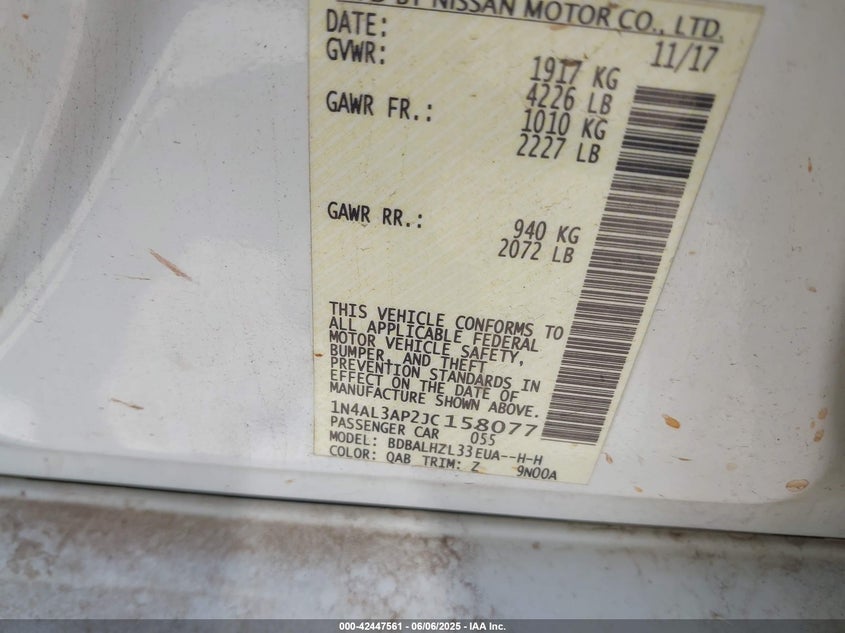 BY NISSAN MOTOR CO., LTD.
DATE: 11/17
GVWR: 1917 KG
4226 LB
GAWR FR.: 1010 KG
2227 LB
GAWR RR.: 940 KG
2072 LB
THIS VEHICLE CONFORMS TO
ALL APPLICABLE FEDERAL
MOTOR VEHICLE SAFETY,
BUMPER, AND THEFT
PREVENTION STANDARDS IN
EFFECT ON THE DATE OF
MANUFACTURE SHOWN ABOVE.
1N4AL3AP2JC158077
PASSENGER CAR 055
MODEL: BDBALHZL33EUA--H-H
COLOR: QAB TRIM: Z 9N00A
000-42447561 - 06/06/2025 - IAA Inc.